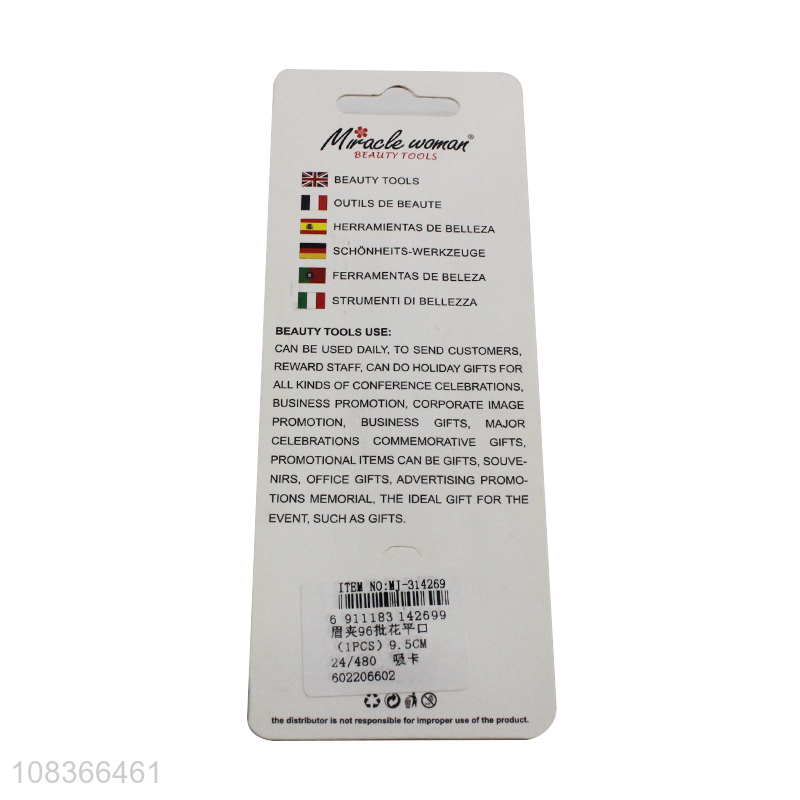 Miracle woman®
BEAUTY TOOLS
BEAUTY TOOLS
OUTILS DE BEAUTE
HERRAMIENTAS DE BELLEZA
SCHÖNHEITS-WERKZEUGE
FERRAMENTAS DE BELEZA
STRUMENTI DI BELLEZZA
BEAUTY TOOLS USE:
CAN BE USED DAILY, TO SEND CUSTOMERS,
REWARD STAFF, CAN DO HOLIDAY GIFTS FOR
ALL KINDS OF CONFERENCE CELEBRATIONS,
BUSINESS PROMOTION, CORPORATE IMAGE
PROMOTION, BUSINESS GIFTS, MAJOR
CELEBRATIONS COMMEMORATIVE GIFTS,
PROMOTIONAL ITEMS CAN BE GIFTS, SOUVE-
NIRS, OFFICE GIFTS, ADVERTISING PROMO-
TIONS MEMORIAL, THE IDEAL GIFT FOR THE
EVENT, SUCH AS GIFTS.
ITEM NO:MJ-314269
6 911183 142699
眉夹96批花平口
(1PCS) 9.5CM
24/480 吸卡
602206602
the distributor is not responsible for improper use of the product.
108366461